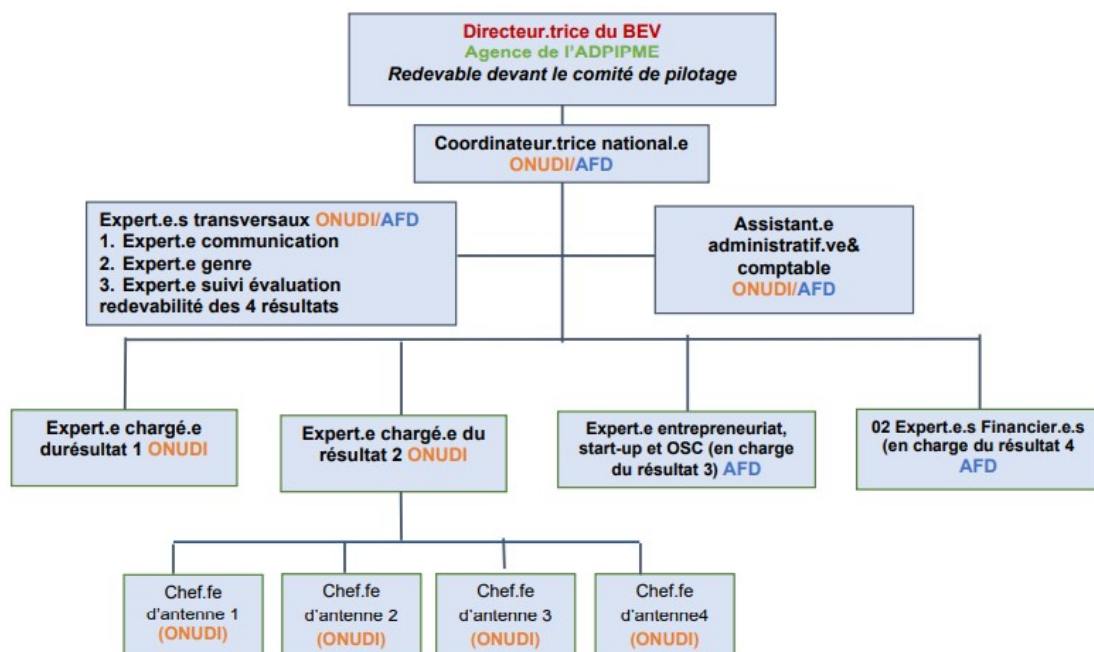 Directeur.trice du BEV
Agence de l'ADPIPME
Redevable devant le comité de pilotage
Coordinateur.trice national.e
ONUDI/AFD
Expert.e.s transversaux ONUDI/AFD
1. Expert.e communication
2. Expert.e genre
3. Expert.e suivi évaluation
redevabilité des 4 résultats
Assistant.e
administratif.ve&
comptable
ONUDI/AFD
Expert.e chargé.e
durésultat 1 ONUDI
Expert.e chargé.e du
résultat 2 ONUDI
Expert.e entrepreneuriat,
start-up et OSC (en charge
du résultat 3) AFD
02 Expert.e.s Financier.e.s
(en charge du résultat 4
AFD
Chef.fe
d'antenne 1
(ONUDI)
Chef.fe
d'antenne 2
(ONUDI)
Chef.fe
d'antenne 3
(ONUDI)
Chef.fe
d'antenne4
(ONUDI)